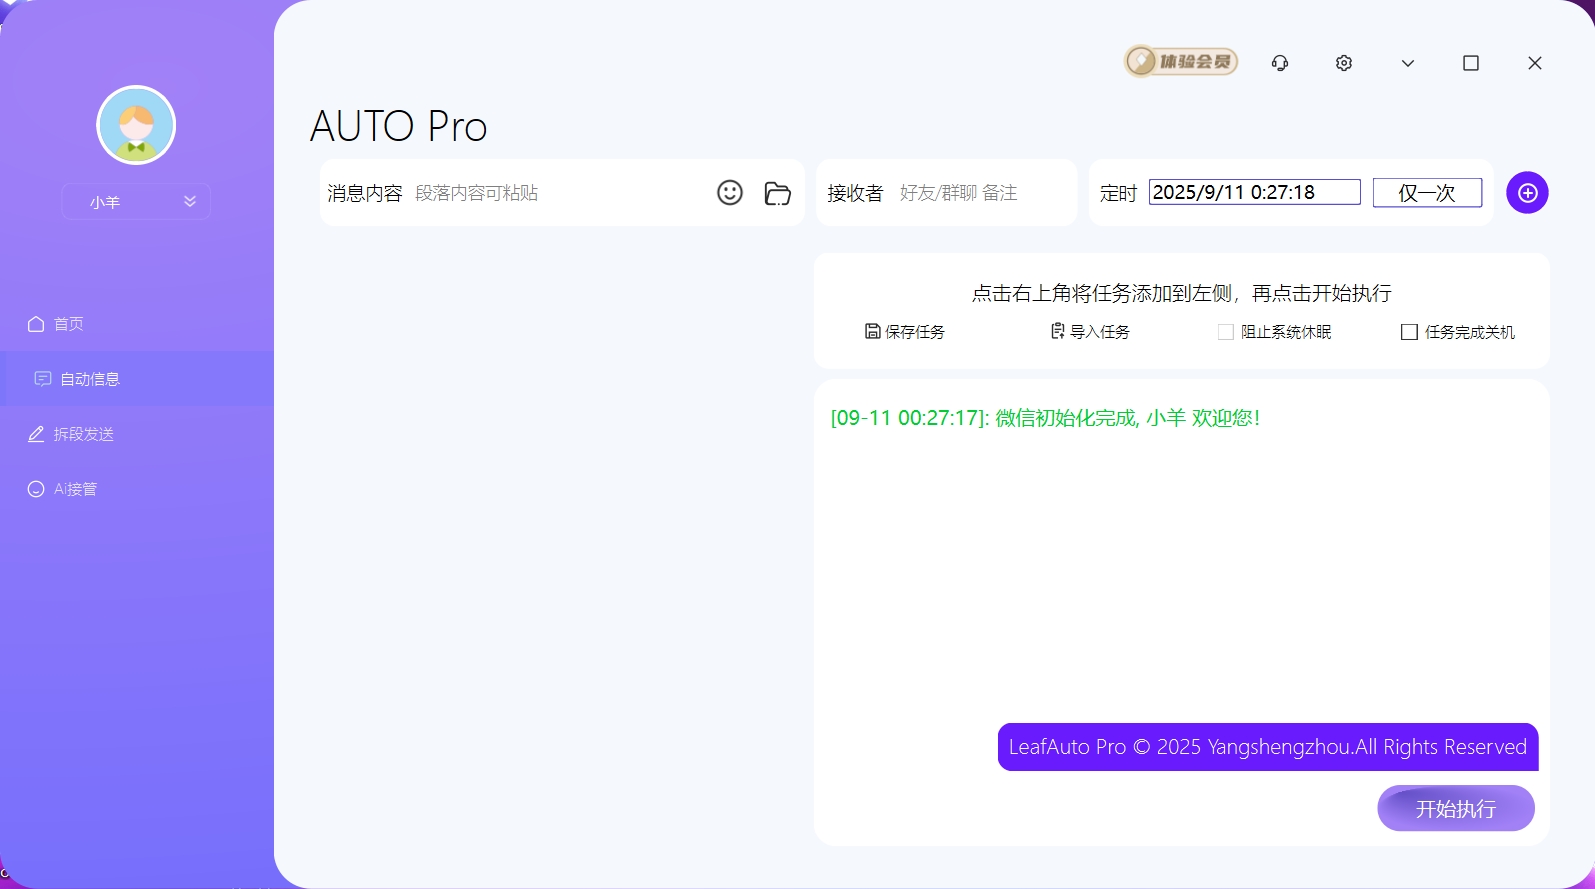 体验会员
AUTO Pro
小羊
消息内容 段落内容可粘贴
接收者 好友/群聊 备注
定时 2025/9/11 0:27:18 仅一次
首页
自动信息
拆段发送
Ai接管
点击右上角将任务添加到左侧，再点击开始执行
保存任务 导入任务 阻止系统休眠 任务完成关机
[09-11 00:27:17]: 微信初始化完成, 小羊 欢迎您!
LeafAuto Pro © 2025 Yangshengzhou.All Rights Reserved
开始执行